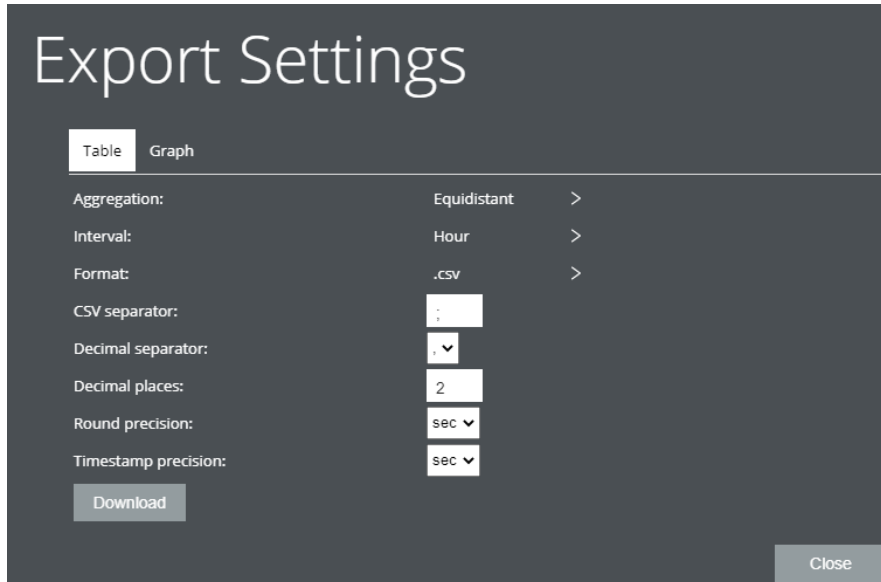 Export Settings
Table Graph
Aggregation: Equidistant >
Interval: Hour >
Format: .csv >
CSV separator: ;
Decimal separator: ,
Decimal places: 2
Round precision: sec
Timestamp precision: sec
Download
Close